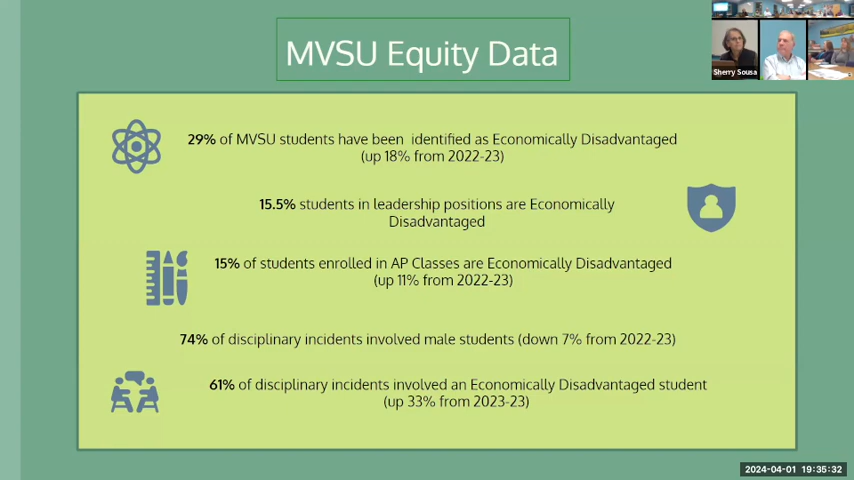 MVSU Equity Data
Sherry Sousa
29% of MVSU students have been identified as Economically Disadvantaged
(up 18% from 2022-23)
15.5% students in leadership positions are Economically
Disadvantaged
15% of students enrolled in AP Classes are Economically Disadvantaged
(up 11% from 2022-23)
74% of disciplinary incidents involved male students (down 7% from 2022-23)
61% of disciplinary incidents involved an Economically Disadvantaged student
(up 33% from 2023-23)
2024-04-01 19:35:32